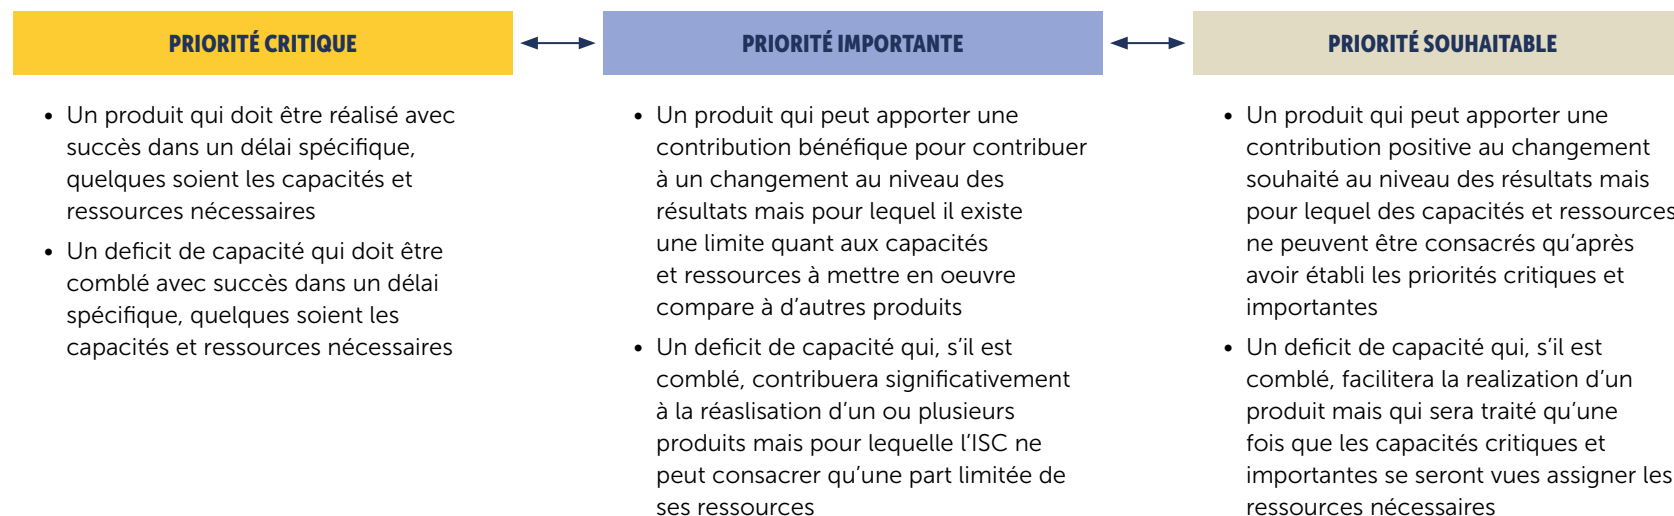 PRIORITÉ CRITIQUE
• Un produit qui doit être réalisé avec
succès dans un délai spécifique,
quelques soient les capacités et
ressources nécessaires
• Un deficit de capacité qui doit être
comblé avec succès dans un délai
spécifique, quelques soient les
capacités et ressources nécessaires
PRIORITÉ IMPORTANTE
• Un produit qui peut apporter une
contribution bénéfique pour contribuer
à un changement au niveau des
résultats mais pour lequel il existe
une limite quant aux capacités
et ressources à mettre en oeuvre
compare à d’autres produits
• Un deficit de capacité qui, s’il est
comblé, contribuera significativement
à la réaslisation d’un ou plusieurs
produits mais pour lequelle l’ISC ne
peut consacrer qu’une part limitée de
ses ressources
PRIORITÉ SOUHAITABLE
• Un produit qui peut apporter une
contribution positive au changement
souhaité au niveau des résultats mais
pour lequel des capacités et ressources
ne peuvent être consacrés qu’après
avoir établi les priorités critiques et
importantes
• Un deficit de capacité qui, s’il est
comblé, facilitera la realization d’un
produit mais qui sera traité qu’une
fois que les capacités critiques et
importantes se seront vues assigner les
ressources nécessaires